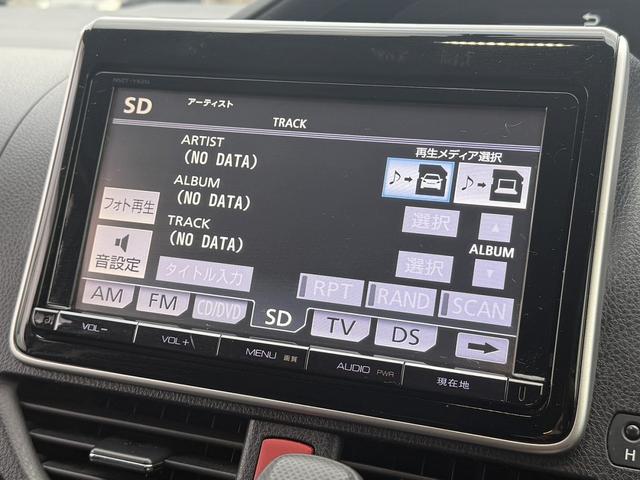 SD
アーティスト
TRACK
ARTIST
(NO DATA)
再生メディア選択
ALBUM
(NO DATA)
フォト再生
選択
TRACK
(NO DATA)
ALBUM
音設定
タイトル入力
選択
RPT
RAND
SCAN
AM
FM
CD/DVD
SD
TV
DS
VOL−
VOL+
MENU 画質
AUDIO PWR
現在地
H